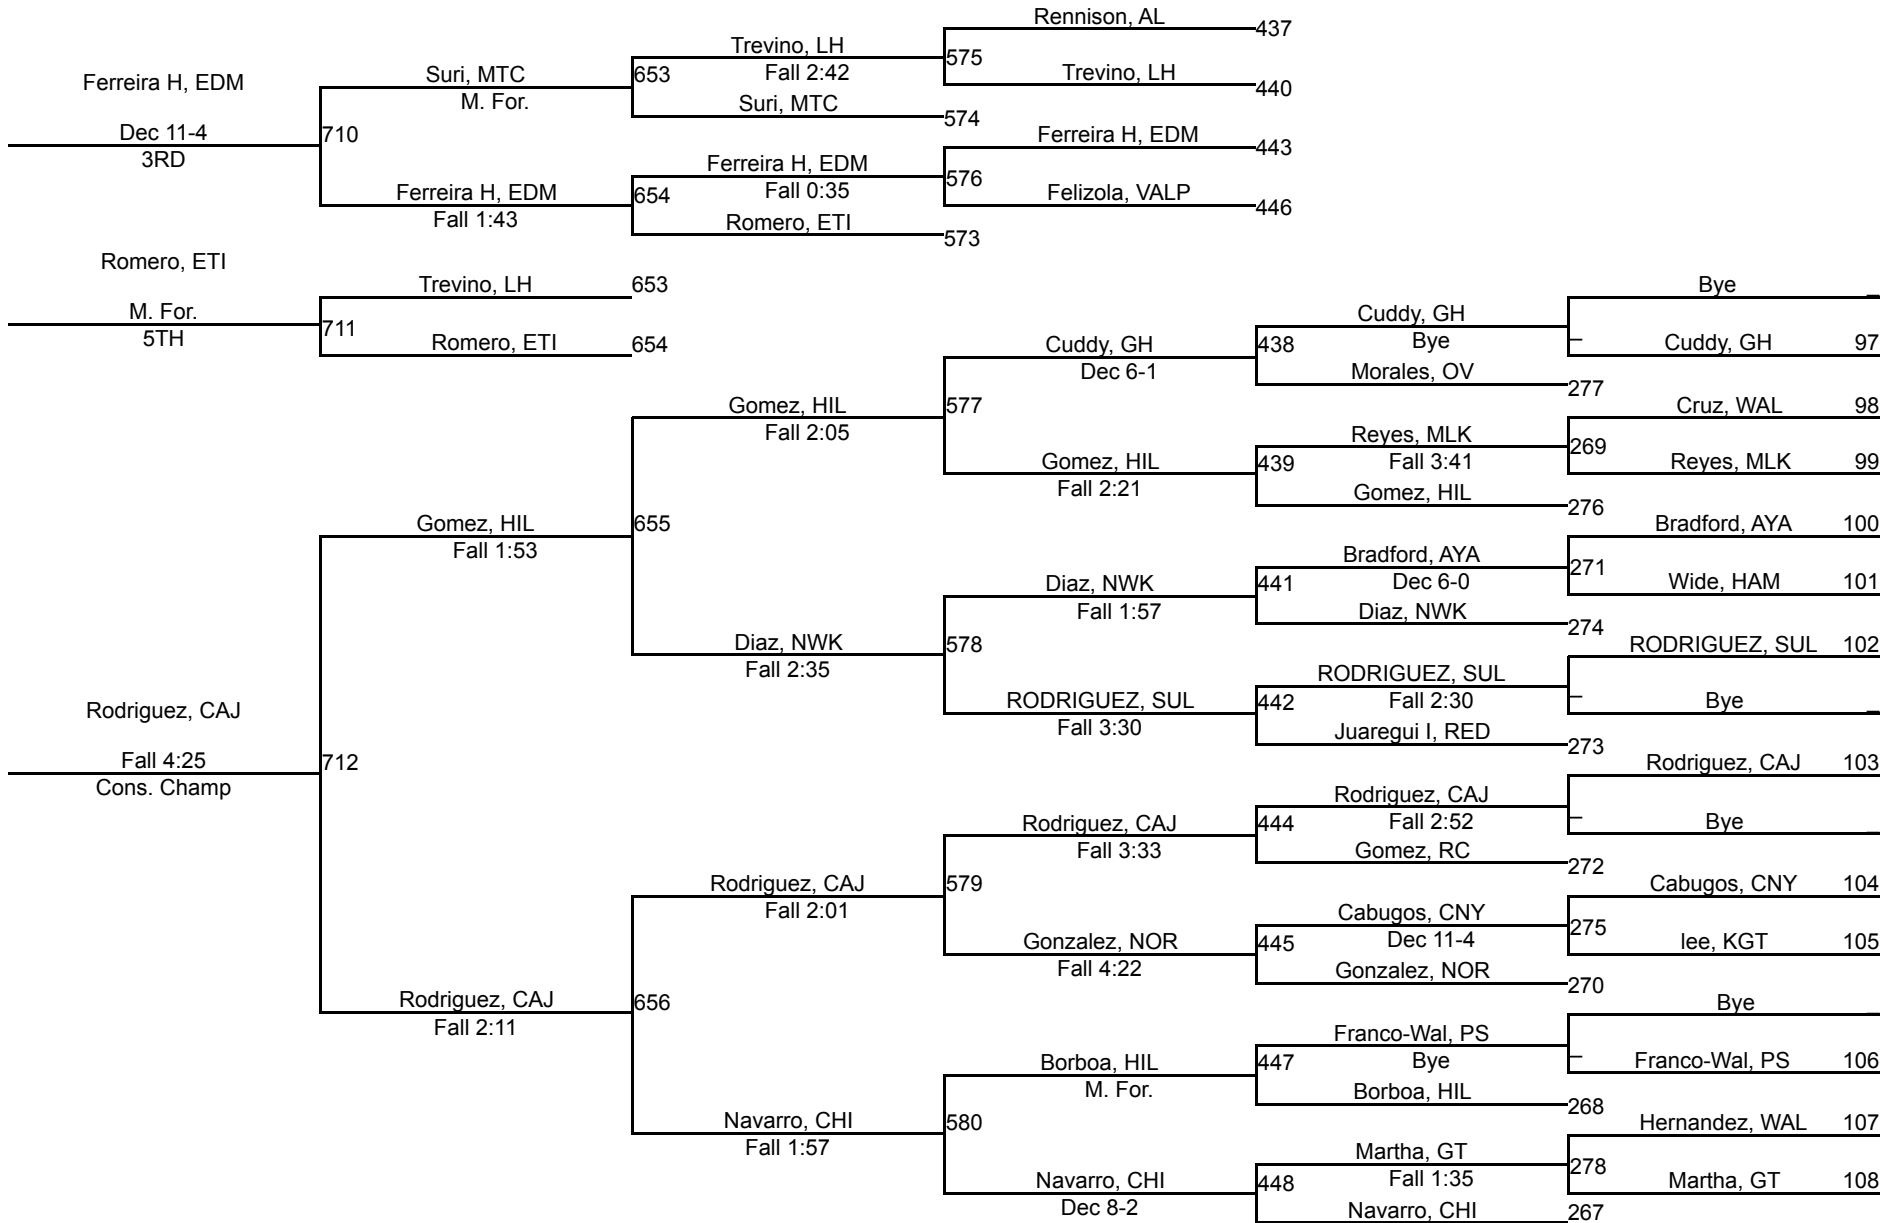 Rennison, AL
437
Trevino, LH
575
Ferreira H, EDM
Suri, MTC
653
Fall 2:42
Trevino, LH
440
M. For.
Suri, MTC
574
Dec 11-4
710
Ferreira H, EDM
443
3RD
Ferreira H, EDM
576
Ferreira H, EDM
654
Fall 0:35
Felizola, VALP
446
Fall 1:43
Romero, ETI
573
Romero, ETI
Trevino, LH
653
Bye
_
M. For.
711
Cuddy, GH
5TH
Romero, ETI
654
Cuddy, GH
438
Bye
_
Cuddy, GH
97
Dec 6-1
Morales, OV
277
Gomez, HIL
577
Cruz, WAL
98
Fall 2:05
Reyes, MLK
269
Gomez, HIL
439
Fall 3:41
Reyes, MLK
99
Fall 2:21
Gomez, HIL
276
Gomez, HIL
655
Bradford, AYA
100
Fall 1:53
Bradford, AYA
271
Diaz, NWK
441
Dec 6-0
Wide, HAM
101
Fall 1:57
Diaz, NWK
274
Diaz, NWK
578
RODRIGUEZ, SUL
102
Fall 2:35
RODRIGUEZ, SUL
RODRIGUEZ, SUL
442
Fall 2:30
_
Bye
_
Rodriguez, CAJ
Fall 3:30
Juaregui I, RED
273
Fall 4:25
712
Rodriguez, CAJ
103
Cons. Champ
Rodriguez, CAJ
Rodriguez, CAJ
444
Fall 2:52
_
Bye
_
Fall 3:33
Gomez, RC
272
Rodriguez, CAJ
579
Cabugos, CNY
104
Fall 2:01
Cabugos, CNY
275
Gonzalez, NOR
445
Dec 11-4
lee, KGT
105
Fall 4:22
Gonzalez, NOR
270
Rodriguez, CAJ
656
Bye
_
Fall 2:11
Franco-Wal, PS
Borboa, HIL
447
Bye
_
Franco-Wal, PS
106
M. For.
Borboa, HIL
268
Navarro, CHI
580
Hernandez, WAL
107
Fall 1:57
Martha, GT
278
Navarro, CHI
448
Fall 1:35
Martha, GT
108
Dec 8-2
Navarro, CHI
267